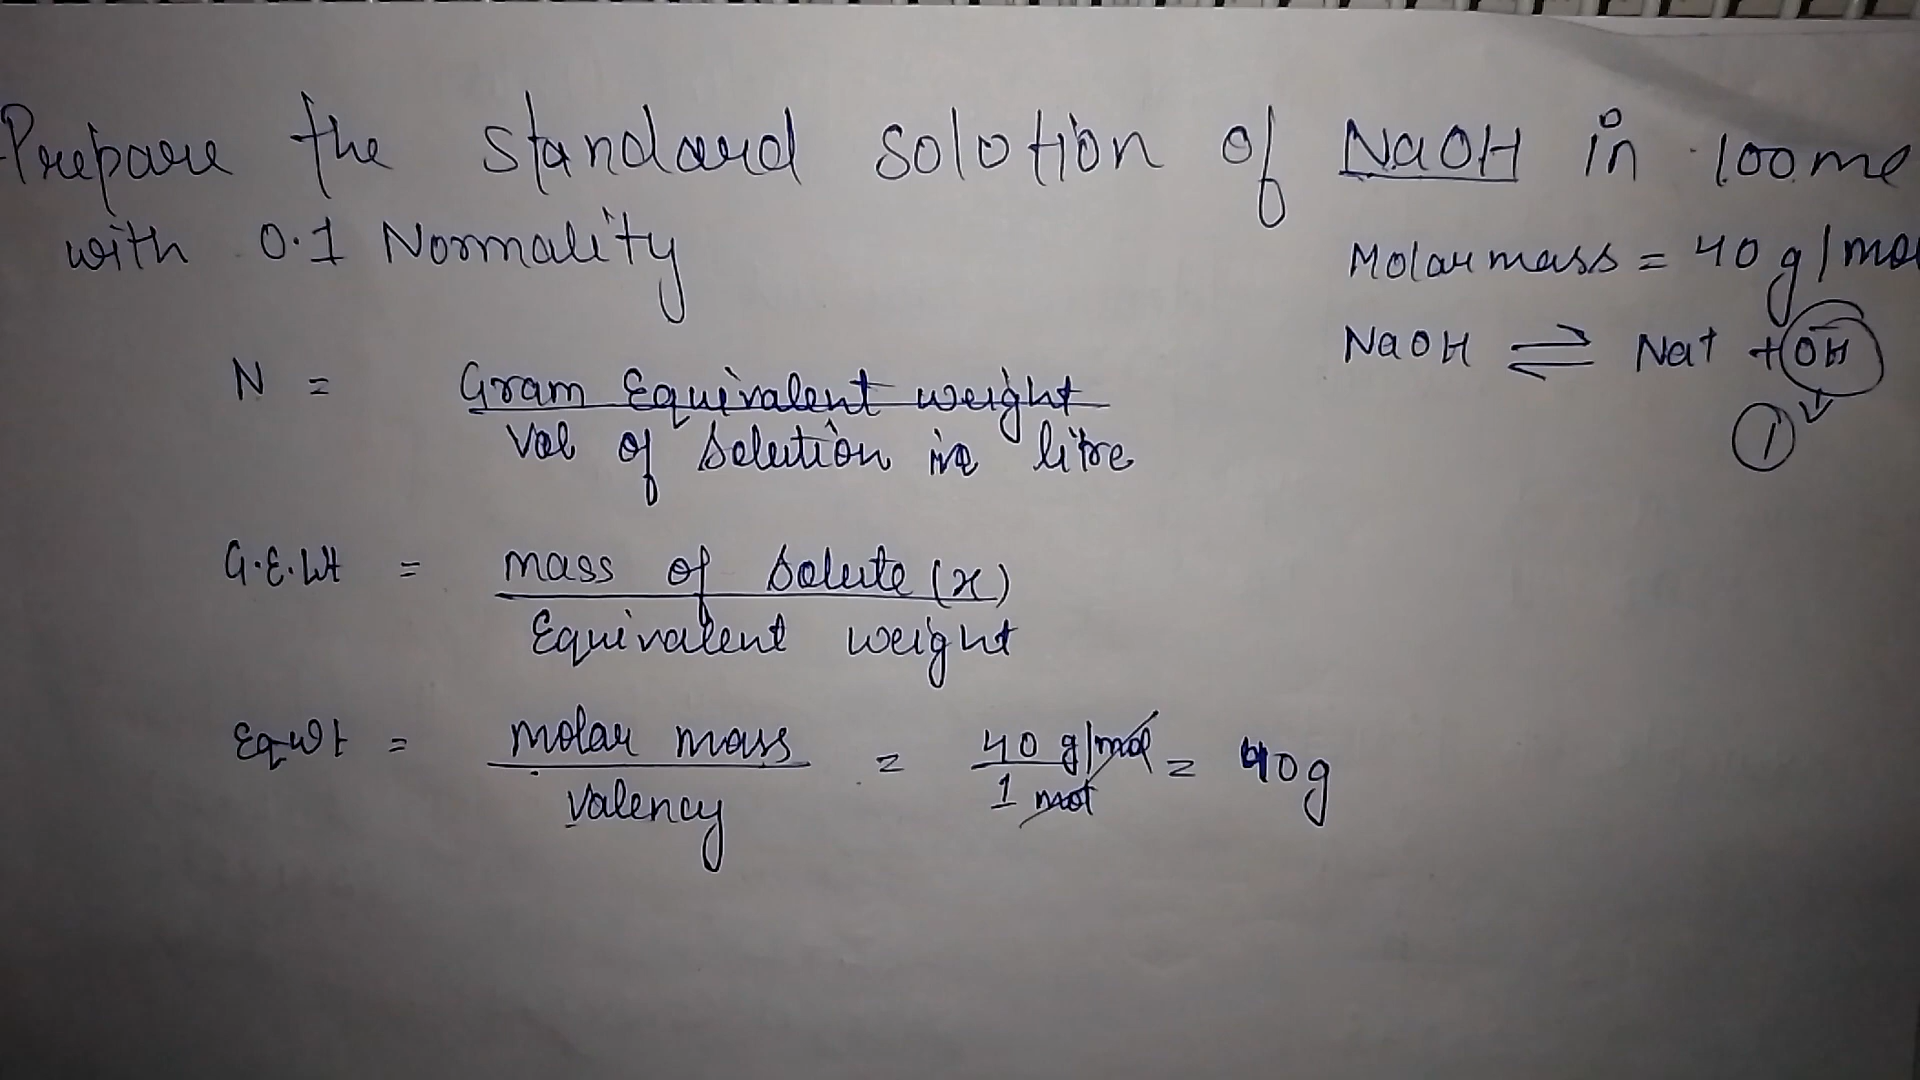 Prepare the standard solution of NaOH in 100 ml
with 0.1 Normality
Molar mass = 40 g/mol
NaOH ⇌ Na+ + OH
1
N = Gram Equivalent weight
Vol of solution in litre
G.E.Wt = mass of solute (x)
Equivalent weight
Eq Wt = molar mass = 40 g/mol = 40g
valency 1 mol